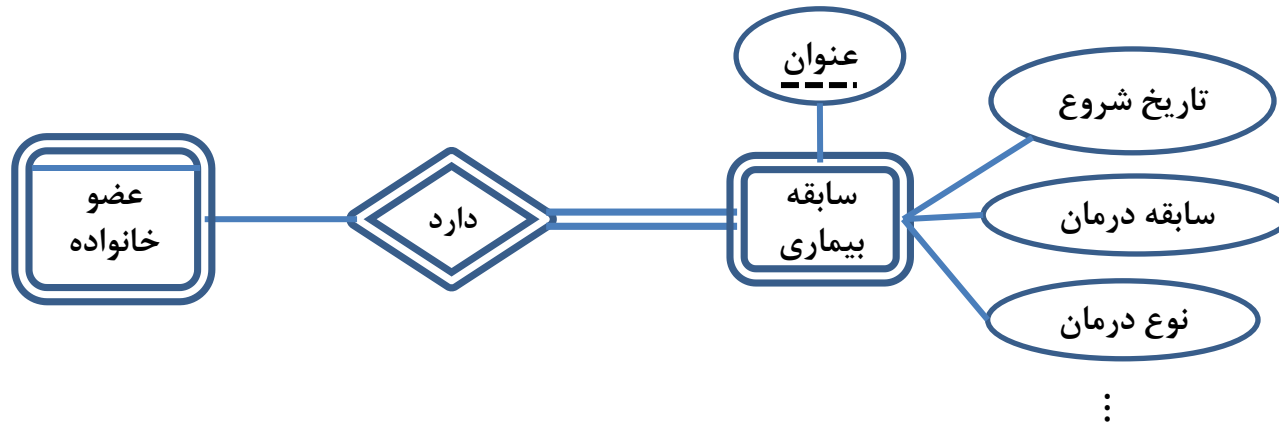 عنوان
تاریخ شروع
عضو
خانواده
دارد
سابقه
بیماری
سابقه درمان
نوع درمان
⋮